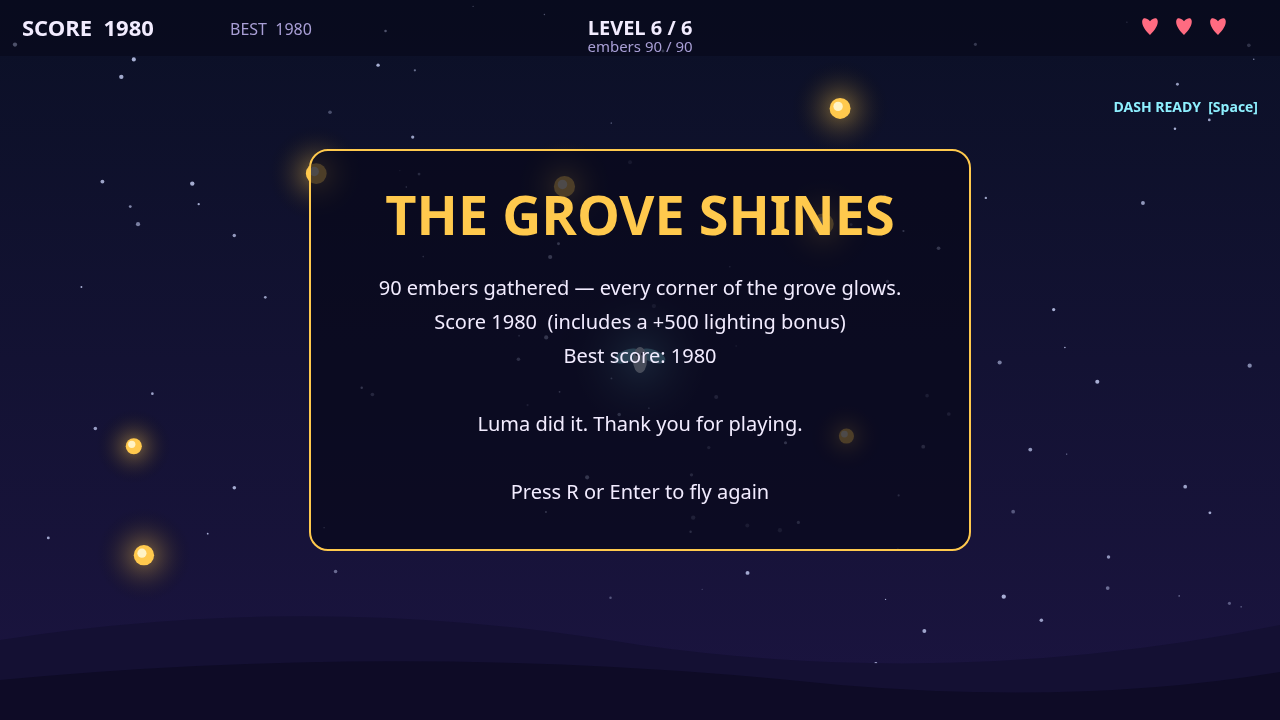 SCORE  1980
BEST  1980
LEVEL 6 / 6
embers 90 / 90
DASH READY  [Space]
THE GROVE SHINES
90 embers gathered — every corner of the grove glows.
Score 1980  (includes a +500 lighting bonus)
Best score: 1980
Luma did it. Thank you for playing.
Press R or Enter to fly again